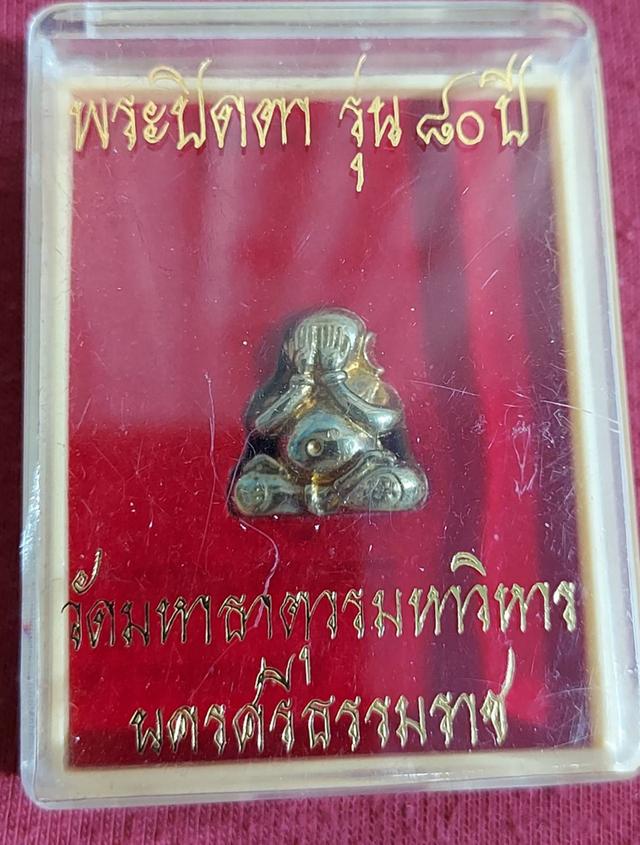 พระปิดตา รุ่น ๘๐ ปี
วัดมหาธาตุวรมหาวิหาร
นครศรีธรรมราช